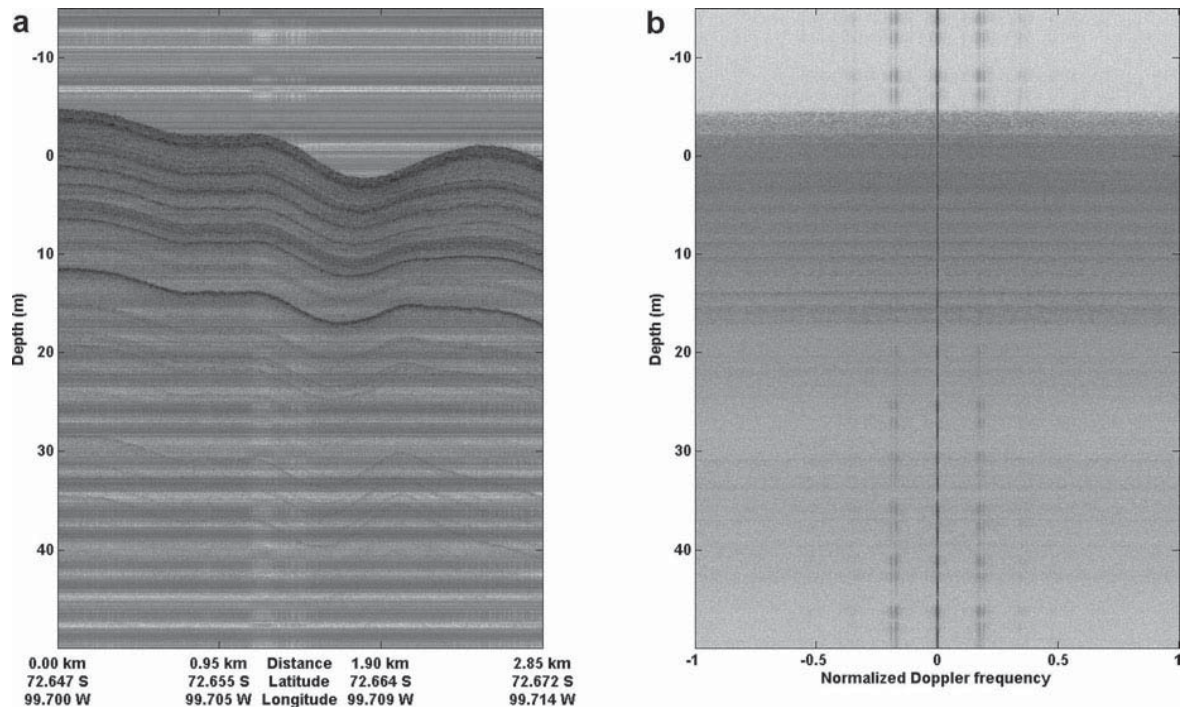 a
-10
0
10
20
30
40
Depth (m)
0.00 km 0.95 km Distance 1.90 km 2.85 km
72.647 S 72.655 S Latitude 72.664 S 72.672 S
99.700 W 99.705 W Longitude 99.709 W 99.714 W
b
-10
0
10
20
30
40
Depth (m)
-1 -0.5 0 0.5 1
Normalized Doppler frequency